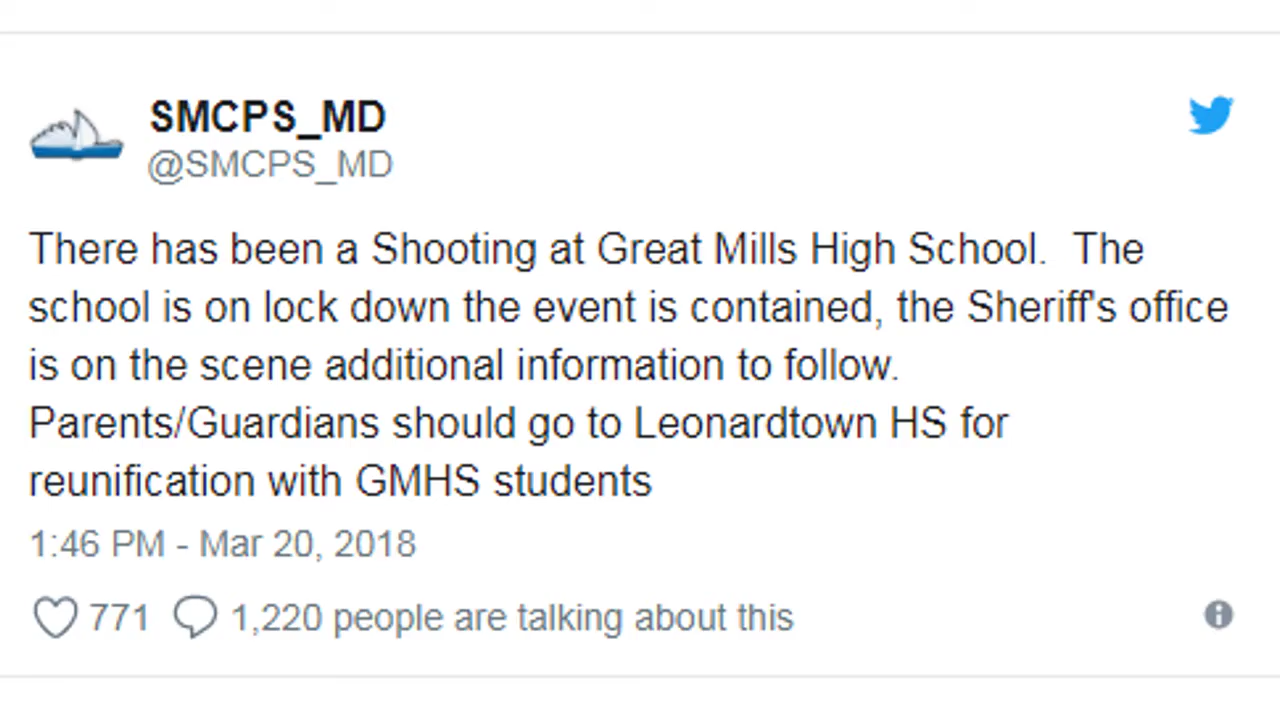 SMCPS_MD
@SMCPS_MD
There has been a Shooting at Great Mills High School.  The
school is on lock down the event is contained, the Sheriff's office
is on the scene additional information to follow.
Parents/Guardians should go to Leonardtown HS for
reunification with GMHS students
1:46 PM - Mar 20, 2018
771 1,220 people are talking about this